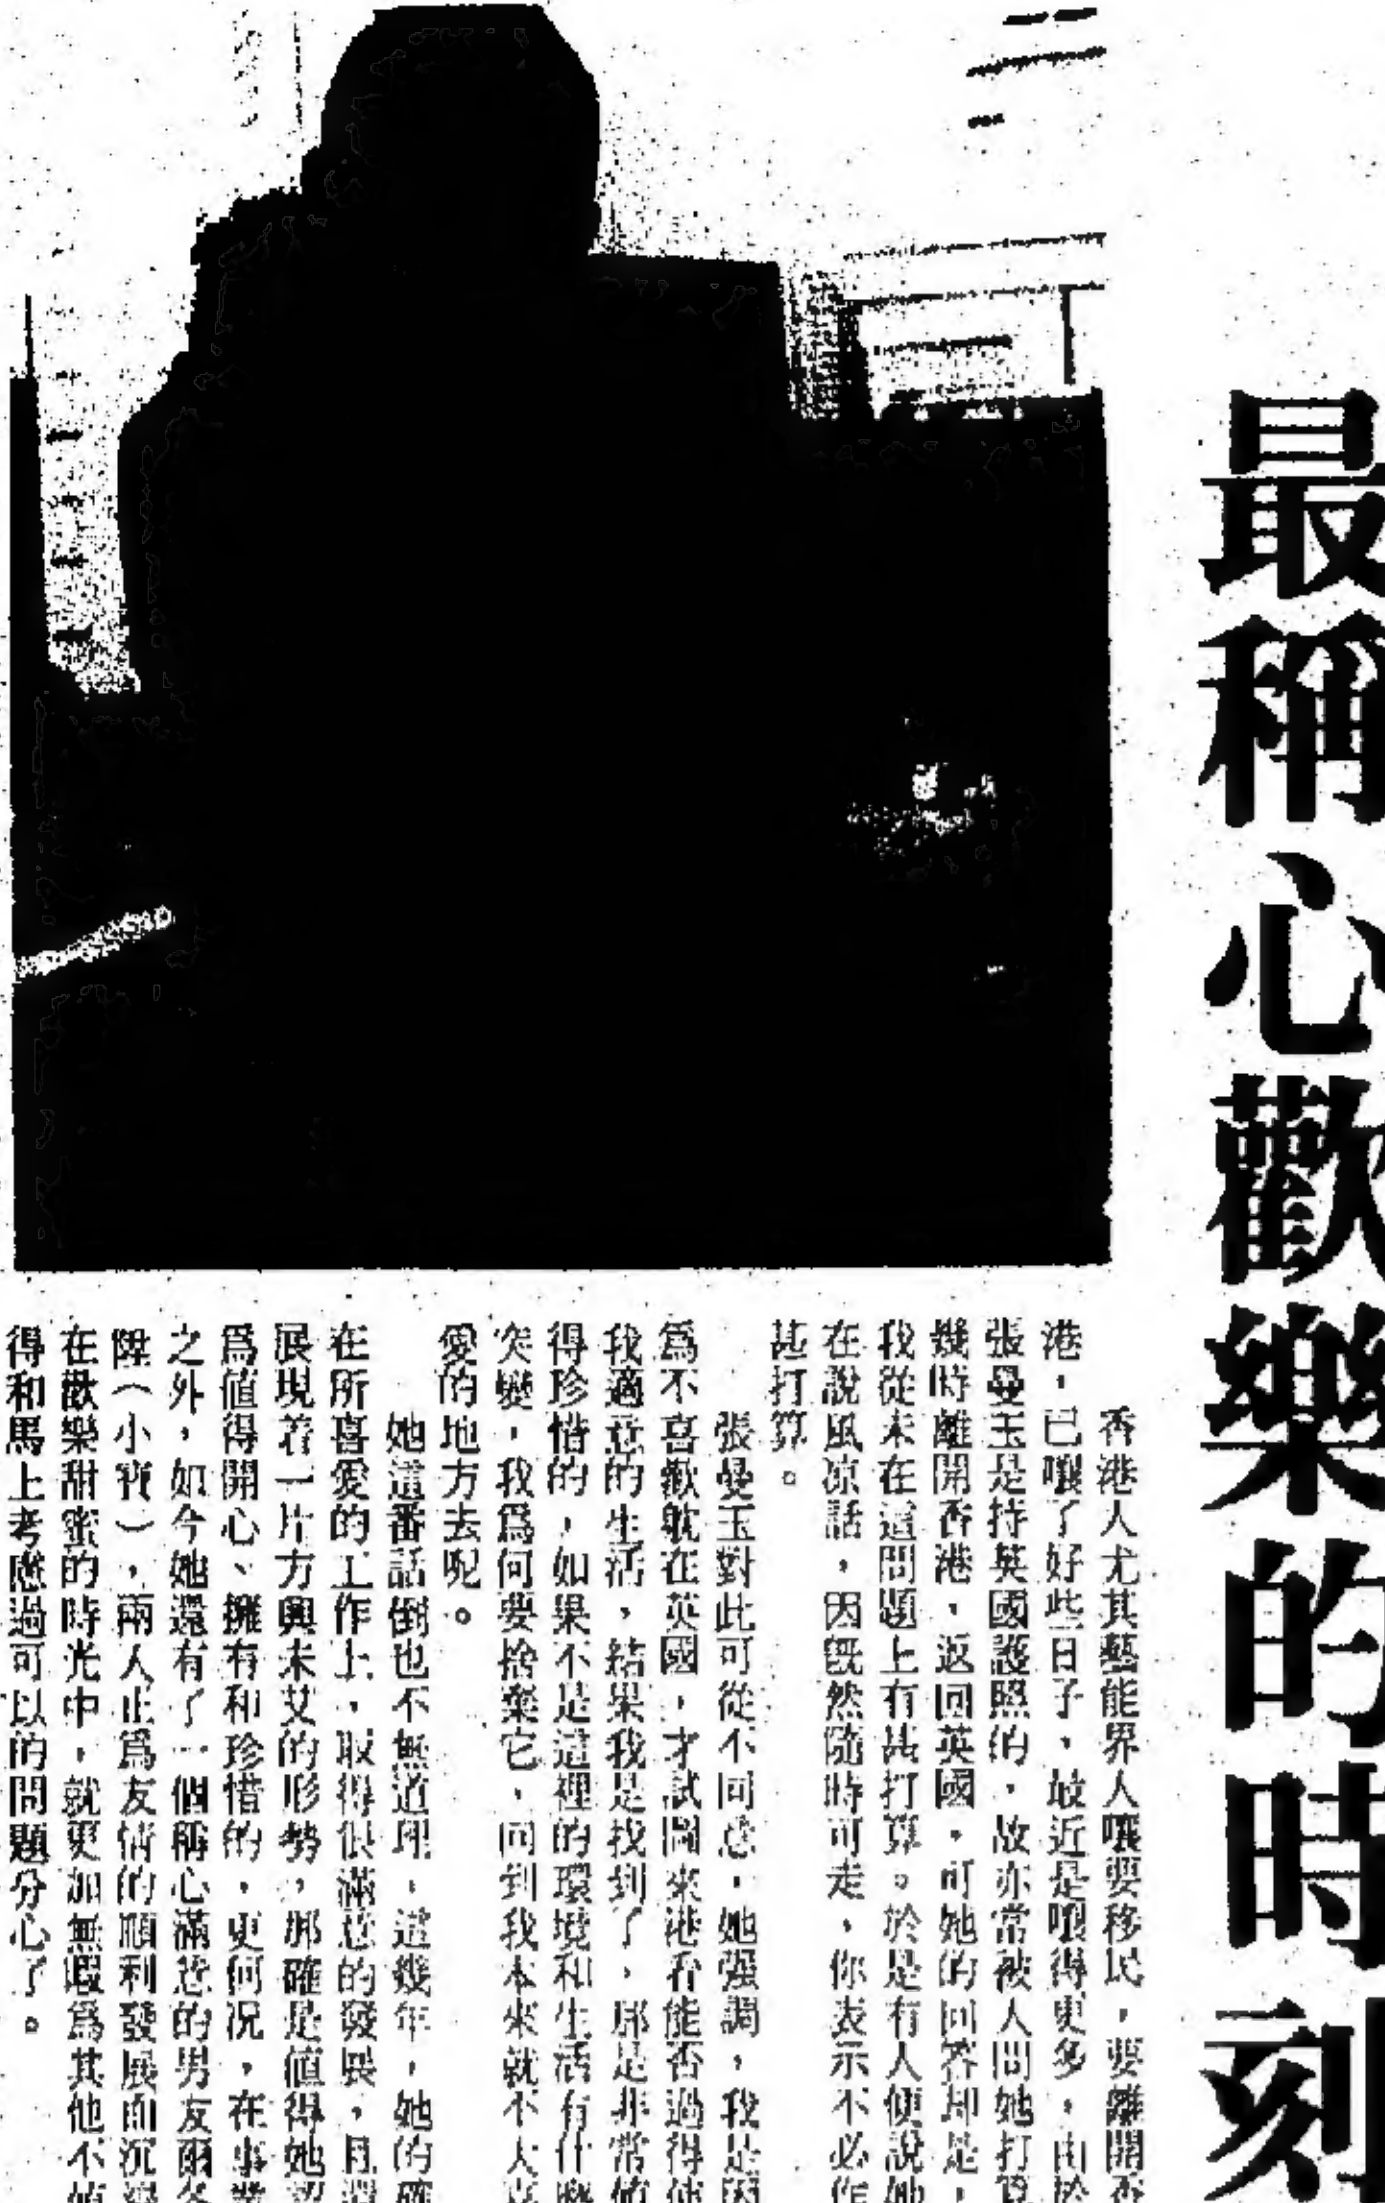 最稱心歡樂的時刻
香港人尤其藝能界人嚷要移民，要離開香
港，已嚷了好些日子，最近是嚷得更多，由於
張曼玉是持英國護照的，故亦常被人問她打算
幾時離開香港，返回英國，可她的回答却是，
我從未在這問題上有甚打算。於是有人便說她
在說風凉話，因旣然隨時可走，你表示不必作
甚打算。
張曼玉對此可從不同意，她强調，我是因
爲不喜歡躭在英國，才試圖來港看能否過得使
我適意的生活，結果我是找到了，那是非常值
得珍惜的，如果不是這裡的環境和生活有什麼
突變，我爲何要捨棄它，回到我本來就不大喜
愛的地方去呢。
她這番話倒也不無道理，這幾年，她的確
在所喜愛的工作上，取得很滿意的發展，且還
展現着一片方興未艾的形勢，那確是值得她認
爲值得開心、擁有和珍惜的，更何況，在事業
之外，如今她還有了一個稱心滿意的男友爾冬
陞（小寶），兩人正爲友情的順利發展而沉浸
在歡樂甜蜜的時光中，就更加無暇爲其他不值
得和馬上考慮過可以的問題分心了。